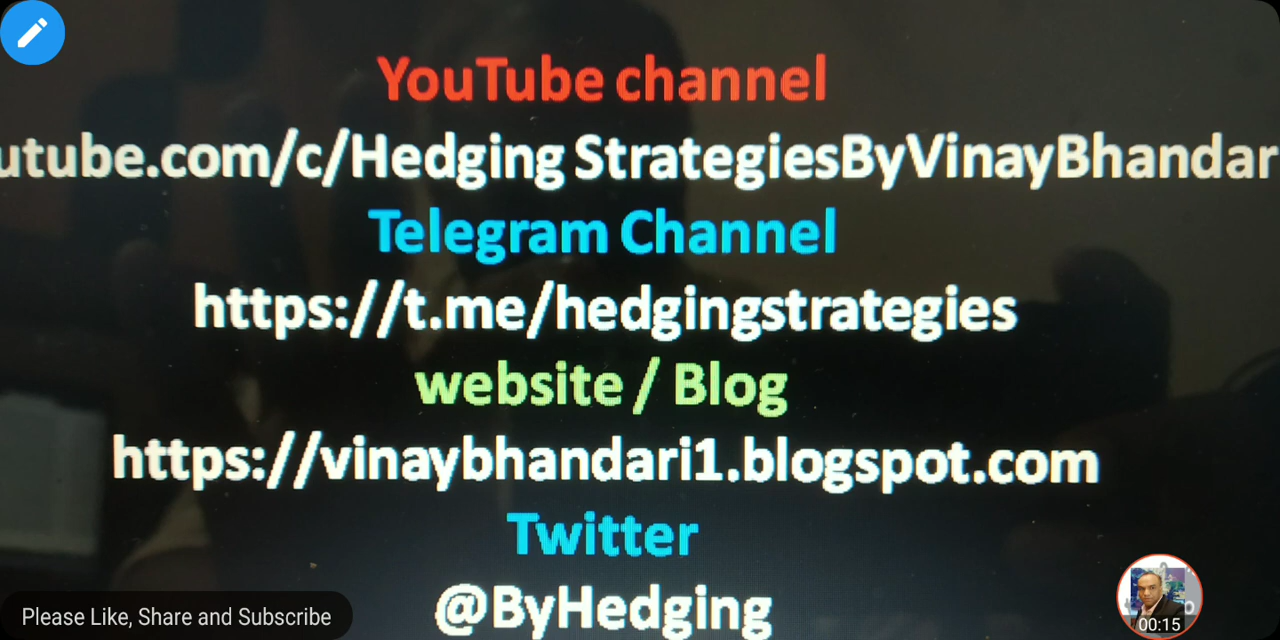 YouTube channel
utube.com/c/Hedging StrategiesByVinayBhandar
Telegram Channel
https://t.me/hedgingstrategies
website / Blog
https://vinaybhandari1.blogspot.com
Twitter
@ByHedging
Please Like, Share and Subscribe
00:15